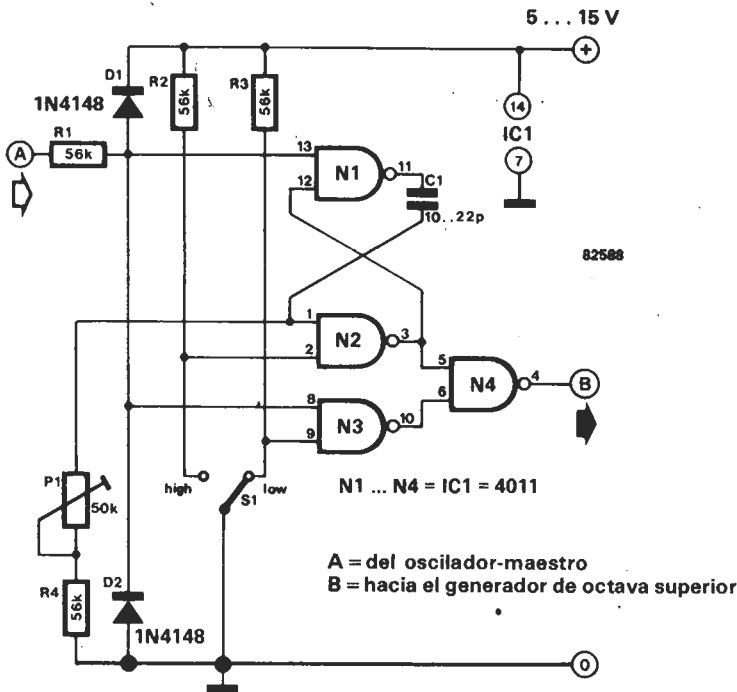 5 ... 15 V
+
D1
1N4148
R2
56k
R3
56k
14
IC1
7
A
R1
56k
13
12
N1
11
C1
10..22p
82588
1
2
N2
3
5
6
N4
4
B
8
9
N3
10
P1
50k
high
S1
low
N1 ... N4 = IC1 = 4011
R4
56k
D2
1N4148
A = del oscilador-maestro
B = hacia el generador de octava superior
0